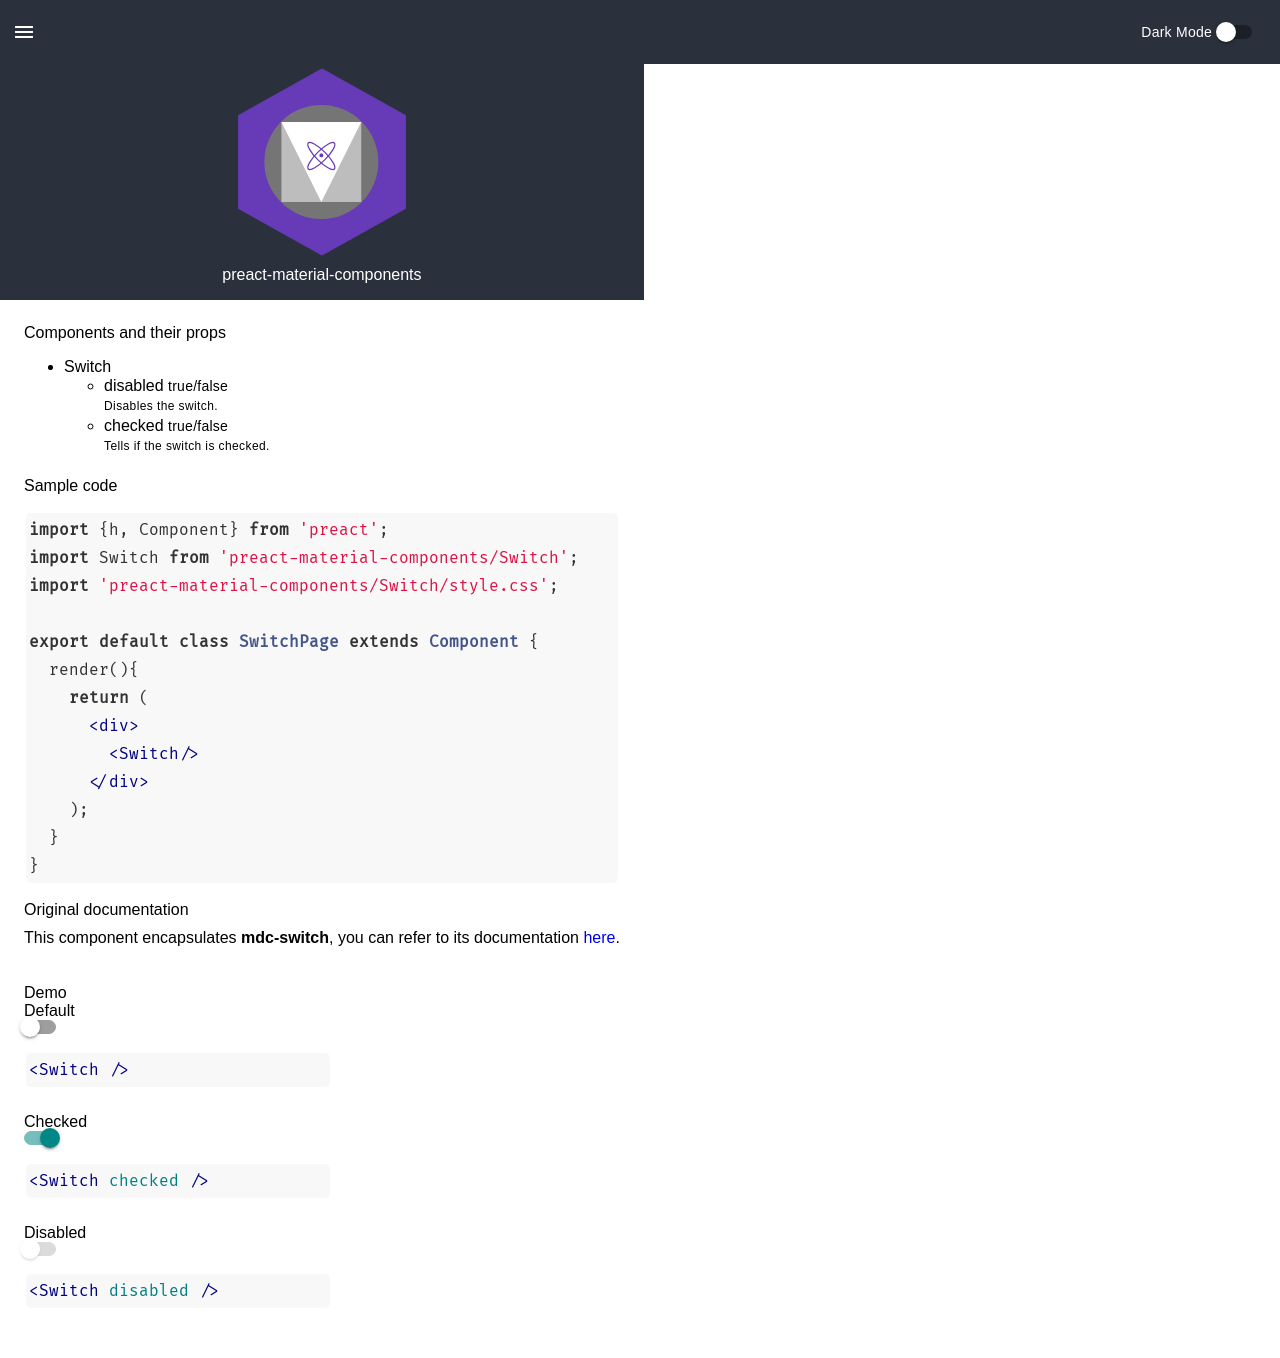 Dark Mode
preact-material-components
Components and their props
Switch
disabled true/false
Disables the switch.
checked true/false
Tells if the switch is checked.
Sample code
import {h, Component} from 'preact';
import Switch from 'preact-material-components/Switch';
import 'preact-material-components/Switch/style.css';
export default class SwitchPage extends Component {
render(){
return (
<div>
<Switch/>
</div>
);
}
}
Original documentation
This component encapsulates mdc-switch, you can refer to its documentation here.
Demo
Default
<Switch />
Checked
<Switch checked />
Disabled
<Switch disabled />